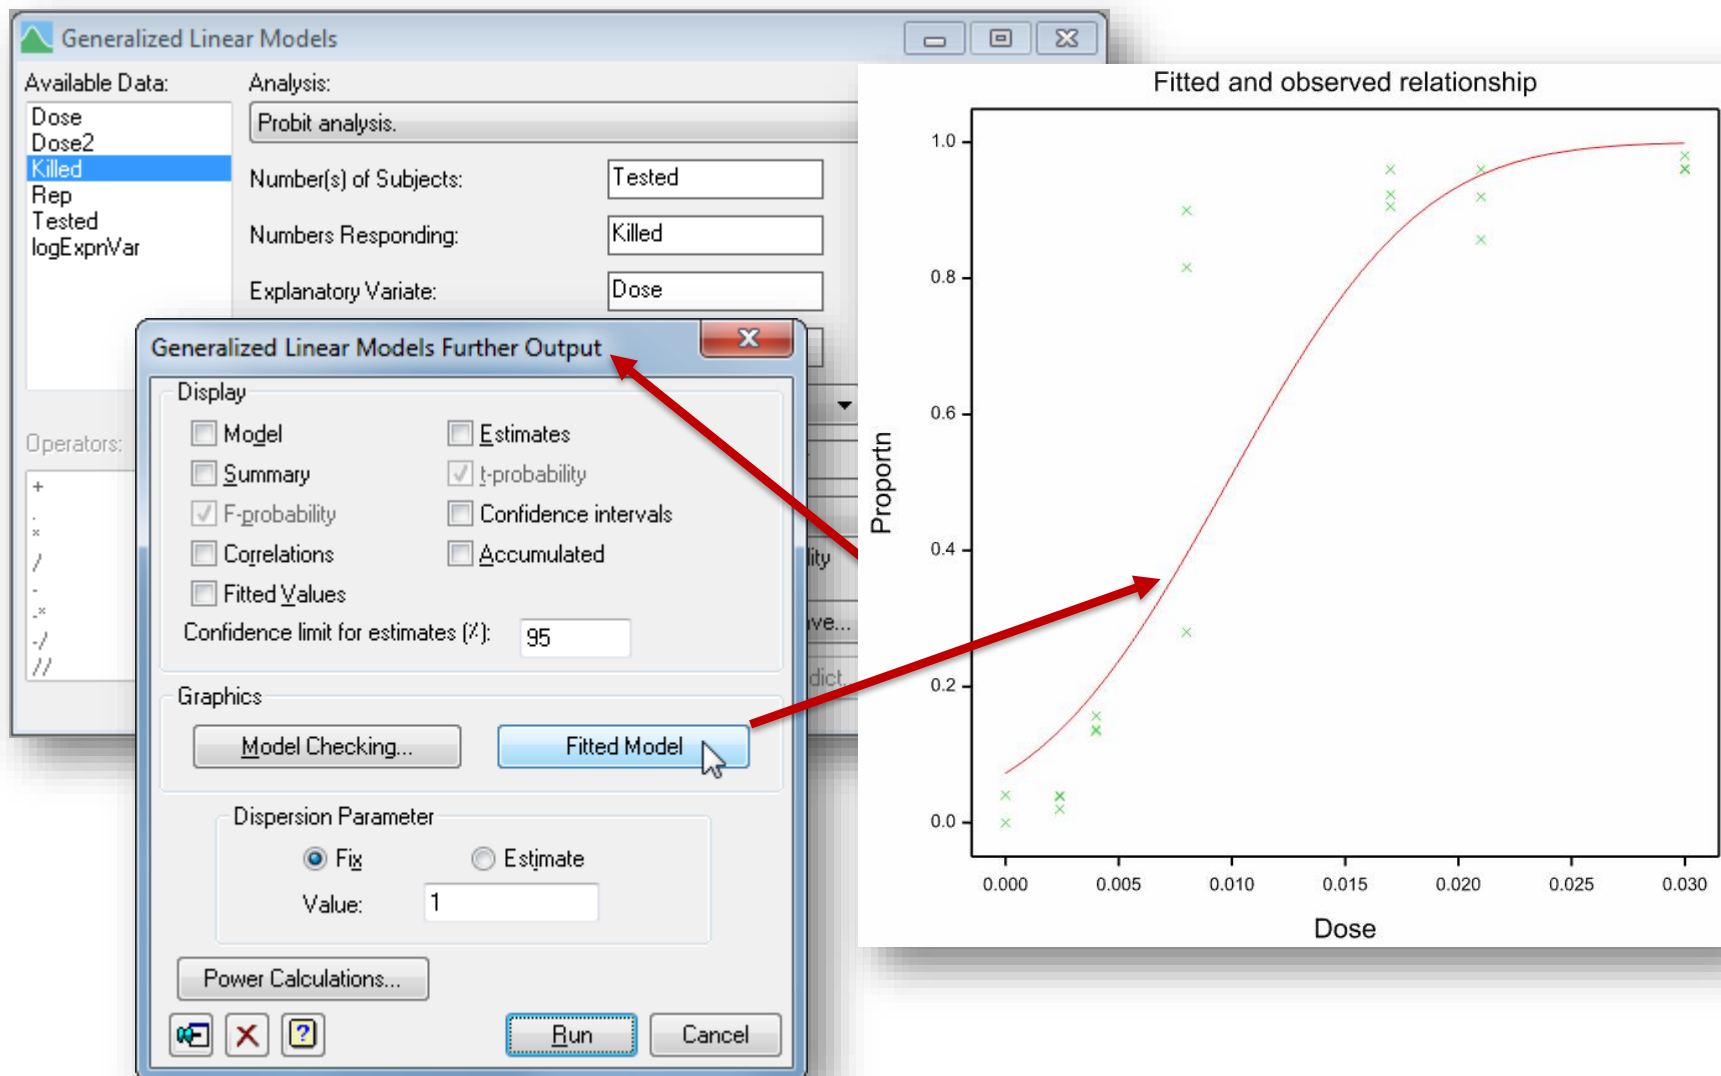 Generalized Linear Models
Available Data:
Analysis:
Dose
Dose2
Killed
Rep
Tested
logExpnVar
Probit analysis.
Number(s) of Subjects:
Tested
Numbers Responding:
Killed
Explanatory Variate:
Dose
Operators:
+
.
*
/
-
-*
-/
//
lity
ve...
dict.
Generalized Linear Models Further Output
Display
Model
Estimates
Summary
t-probability
F-probability
Confidence intervals
Correlations
Accumulated
Fitted Values
Confidence limit for estimates (%):
95
Graphics
Model Checking...
Fitted Model
Dispersion Parameter
Fix
Estimate
Value:
1
Power Calculations...
?
Run
Cancel
Fitted and observed relationship
1.0
0.8
0.6
0.4
0.2
0.0
Proportn
0.000 0.005 0.010 0.015 0.020 0.025 0.030
Dose